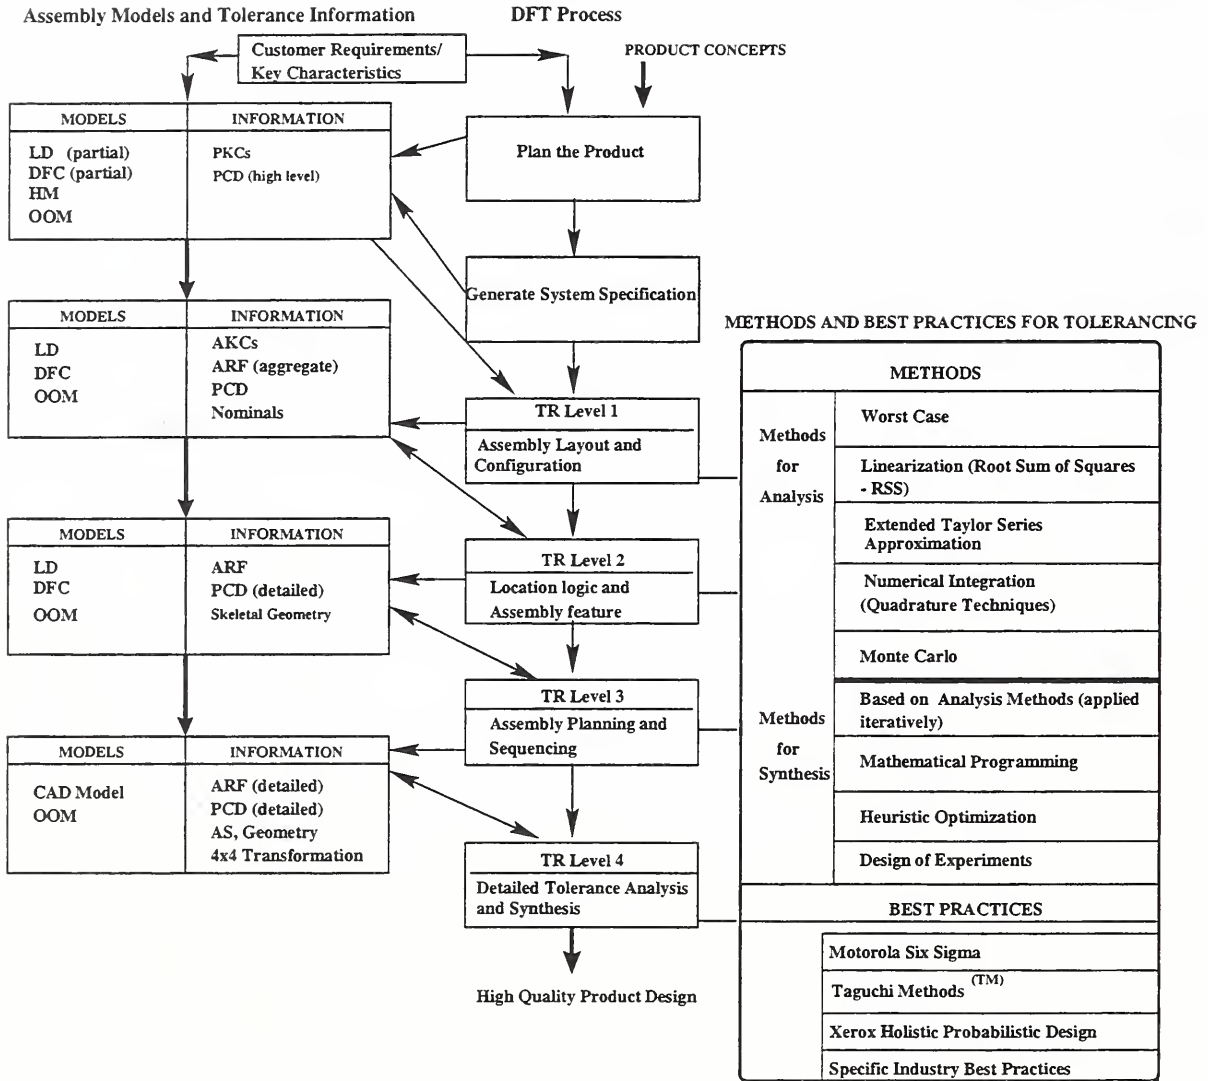 Assembly Models and Tolerance Information
DFT Process
Customer Requirements/
Key Characteristics
PRODUCT CONCEPTS
MODELS
INFORMATION
LD (partial)
DFC (partial)
HM
OOM
PKCs
PCD (high level)
Plan the Product
Generate System Specification
MODELS
INFORMATION
LD
DFC
OOM
AKCs
ARF (aggregate)
PCD
Nominals
TR Level 1
Assembly Layout and
Configuration
MODELS
INFORMATION
LD
DFC
OOM
ARF
PCD (detailed)
Skeletal Geometry
TR Level 2
Location logic and
Assembly feature
TR Level 3
Assembly Planning and
Sequencing
MODELS
INFORMATION
CAD Model
OOM
ARF (detailed)
PCD (detailed)
AS, Geometry
4x4 Transformation
TR Level 4
Detailed Tolerance Analysis
and Synthesis
High Quality Product Design
METHODS AND BEST PRACTICES FOR TOLERANCING
METHODS
Methods
for
Analysis
Worst Case
Linearization (Root Sum of Squares
- RSS)
Extended Taylor Series
Approximation
Numerical Integration
(Quadrature Techniques)
Monte Carlo
Methods
for
Synthesis
Based on Analysis Methods (applied
iteratively)
Mathematical Programming
Heuristic Optimization
Design of Experiments
BEST PRACTICES
Motorola Six Sigma
Taguchi Methods (TM)
Xerox Holistic Probabilistic Design
Specific Industry Best Practices